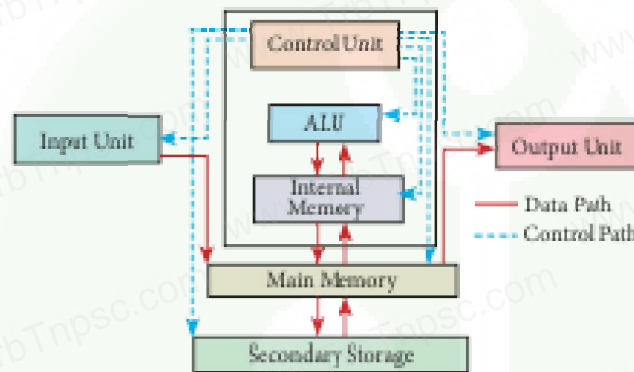 Control Unit
ALU
Input Unit
Output Unit
Internal
Memory
Data Path
Control Path
Main Memory
Secondary Storage